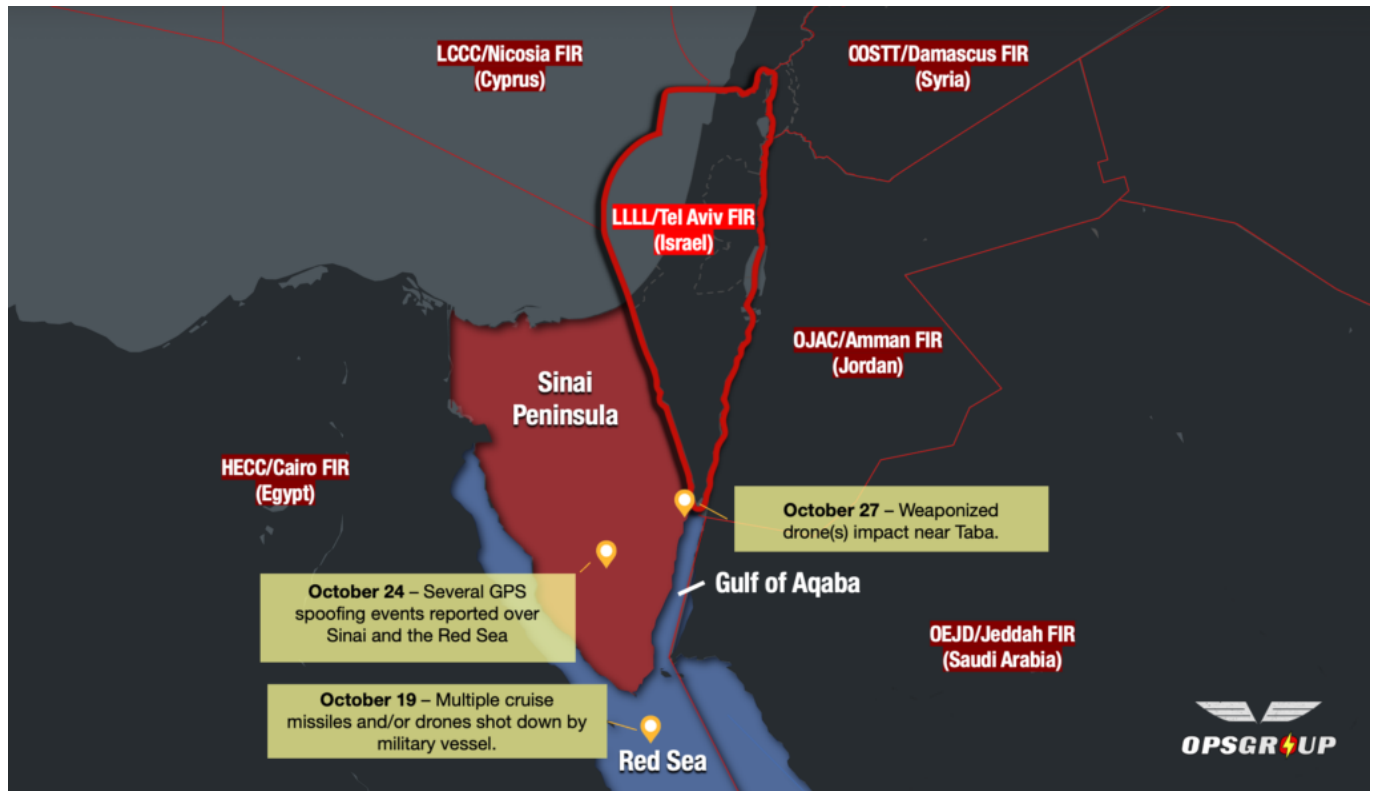 LCCC/Nicosia FIR
(Cyprus)
OOSTT/Damascus FIR
(Syria)
LLLL/Tel Aviv FIR
(Israel)
OJAC/Amman FIR
(Jordan)
Sinai
Peninsula
HECC/Cairo FIR
(Egypt)
October 27 – Weaponized
drone(s) impact near Taba.
October 24 – Several GPS
spoofing events reported over
Sinai and the Red Sea
Gulf of Aqaba
OEJD/Jeddah FIR
(Saudi Arabia)
October 19 – Multiple cruise
missiles and/or drones shot down by
military vessel.
Red Sea
OPSGROUP